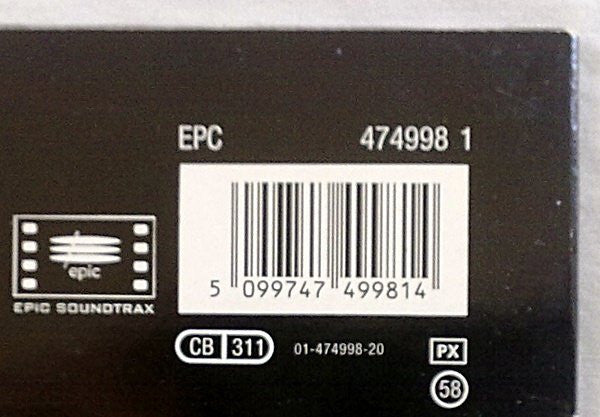 EPC 474998 1
5 099747 499814
epic
EPIC SOUNDTRAX
CB 311 01-474998-20 PX
58